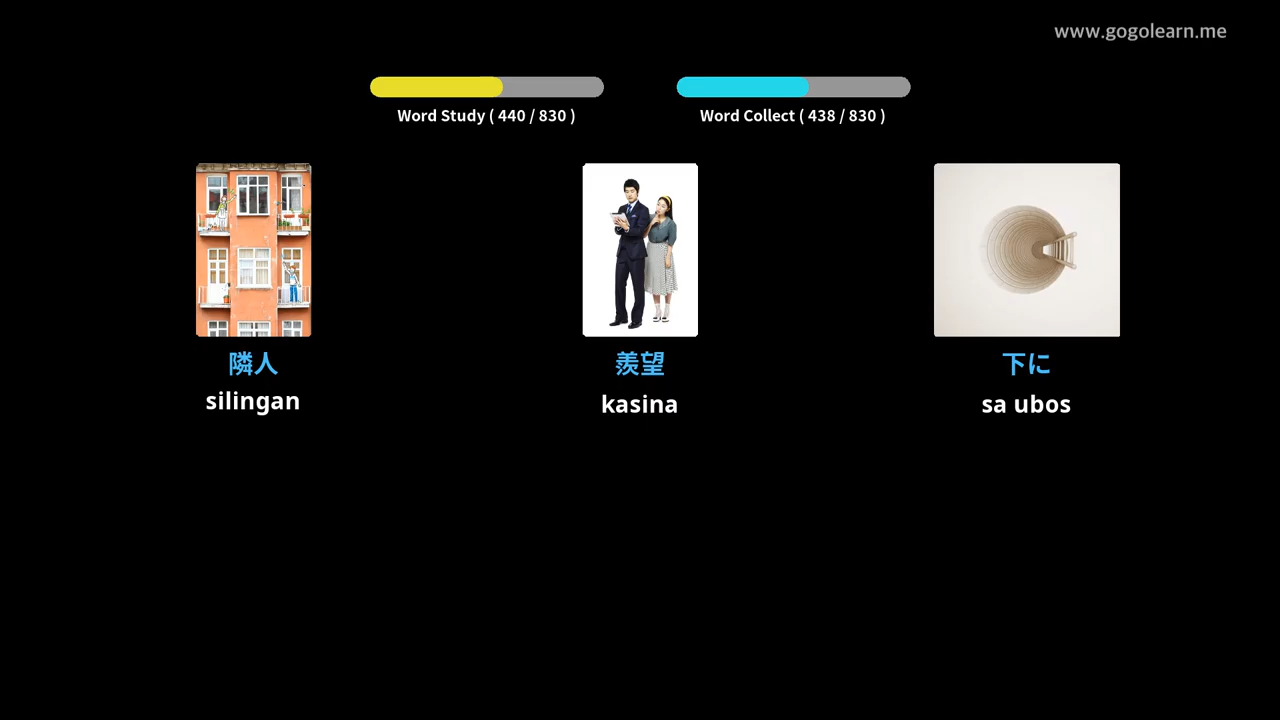 www.gogolearn.me
Word Study ( 440 / 830 )
Word Collect ( 438 / 830 )
隣人
silingan
羨望
kasina
下に
sa ubos